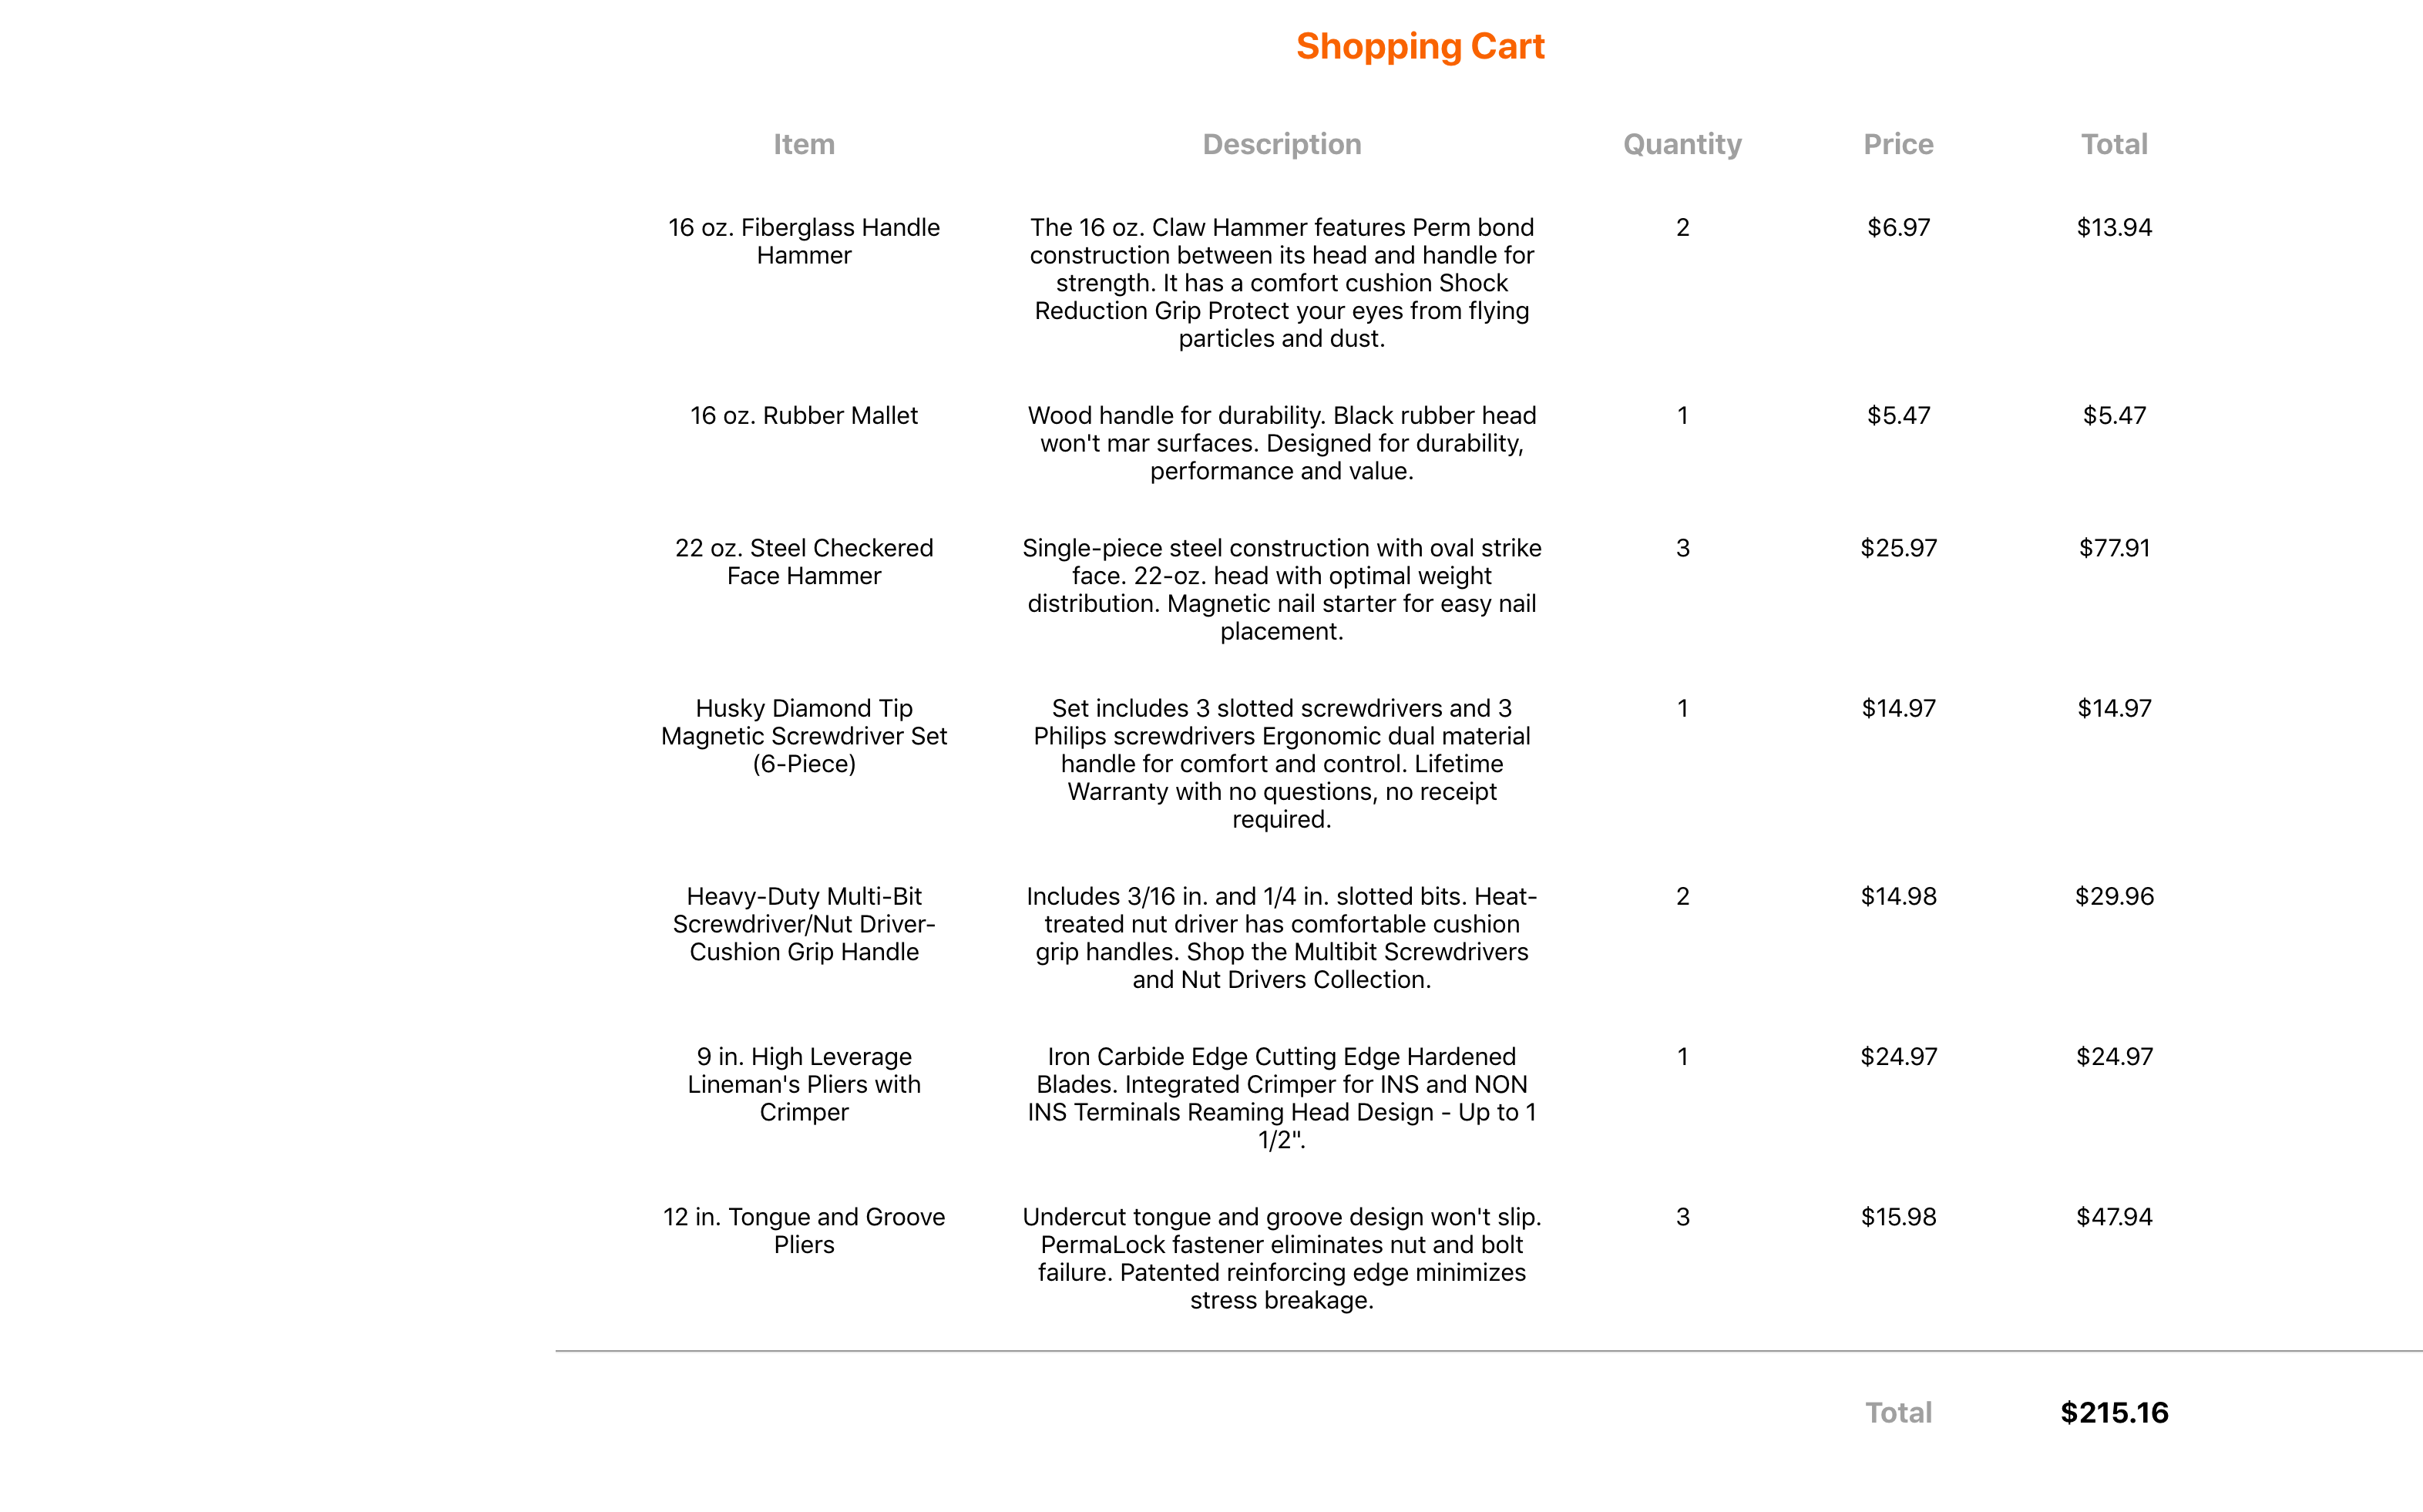 Shopping Cart
Item Description Quantity Price Total
16 oz. Fiberglass Handle
Hammer
The 16 oz. Claw Hammer features Perm bond
construction between its head and handle for
strength. It has a comfort cushion Shock
Reduction Grip Protect your eyes from flying
particles and dust.
2
$6.97
$13.94
16 oz. Rubber Mallet
Wood handle for durability. Black rubber head
won't mar surfaces. Designed for durability,
performance and value.
1
$5.47
$5.47
22 oz. Steel Checkered
Face Hammer
Single-piece steel construction with oval strike
face. 22-oz. head with optimal weight
distribution. Magnetic nail starter for easy nail
placement.
3
$25.97
$77.91
Husky Diamond Tip
Magnetic Screwdriver Set
(6-Piece)
Set includes 3 slotted screwdrivers and 3
Philips screwdrivers Ergonomic dual material
handle for comfort and control. Lifetime
Warranty with no questions, no receipt
required.
1
$14.97
$14.97
Heavy-Duty Multi-Bit
Screwdriver/Nut Driver-
Cushion Grip Handle
Includes 3/16 in. and 1/4 in. slotted bits. Heat-
treated nut driver has comfortable cushion
grip handles. Shop the Multibit Screwdrivers
and Nut Drivers Collection.
2
$14.98
$29.96
9 in. High Leverage
Lineman's Pliers with
Crimper
Iron Carbide Edge Cutting Edge Hardened
Blades. Integrated Crimper for INS and NON
INS Terminals Reaming Head Design - Up to 1
1/2".
1
$24.97
$24.97
12 in. Tongue and Groove
Pliers
Undercut tongue and groove design won't slip.
PermaLock fastener eliminates nut and bolt
failure. Patented reinforcing edge minimizes
stress breakage.
3
$15.98
$47.94
Total $215.16